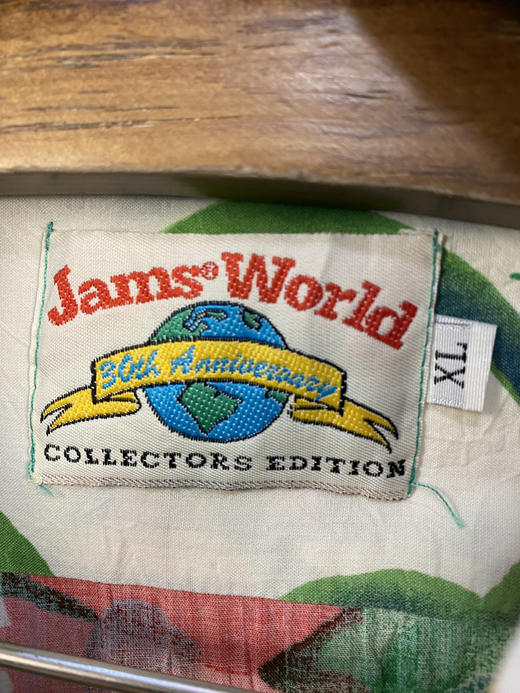 Jams® World
30th Anniversary
COLLECTORS EDITION
XL